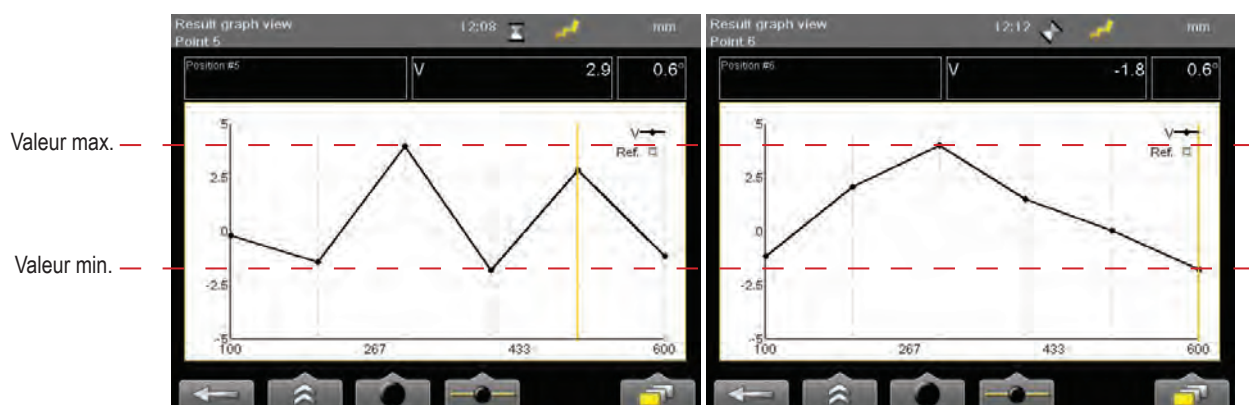 Result graph view 12:08 mm
Point 5
Position #5 V 2.9 0.6°
5
V
Ref.
2.5
0
-2.5
-5
100 267 433 600
Result graph view 12:12 mm
Point 6
Position #6 V -1.8 0.6°
5
V
Ref.
2.5
0
-2.5
-5
100 267 433 600
Valeur max.
Valeur min.